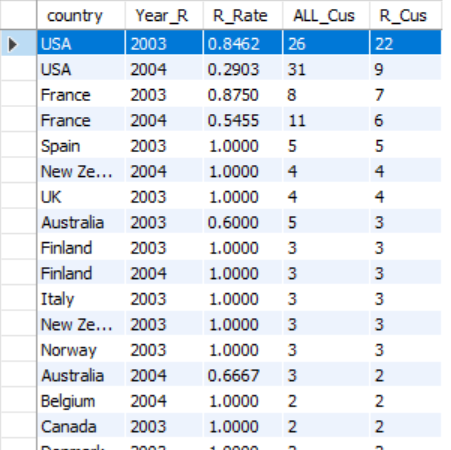 country Year_R R_Rate ALL_Cus R_Cus
USA 2003 0.8462 26 22
USA 2004 0.2903 31 9
France 2003 0.8750 8 7
France 2004 0.5455 11 6
Spain 2003 1.0000 5 5
New Ze... 2004 1.0000 4 4
UK 2003 1.0000 4 4
Australia 2003 0.6000 5 3
Finland 2003 1.0000 3 3
Finland 2004 1.0000 3 3
Italy 2003 1.0000 3 3
New Ze... 2003 1.0000 3 3
Norway 2003 1.0000 3 3
Australia 2004 0.6667 3 2
Belgium 2004 1.0000 2 2
Canada 2003 1.0000 2 2